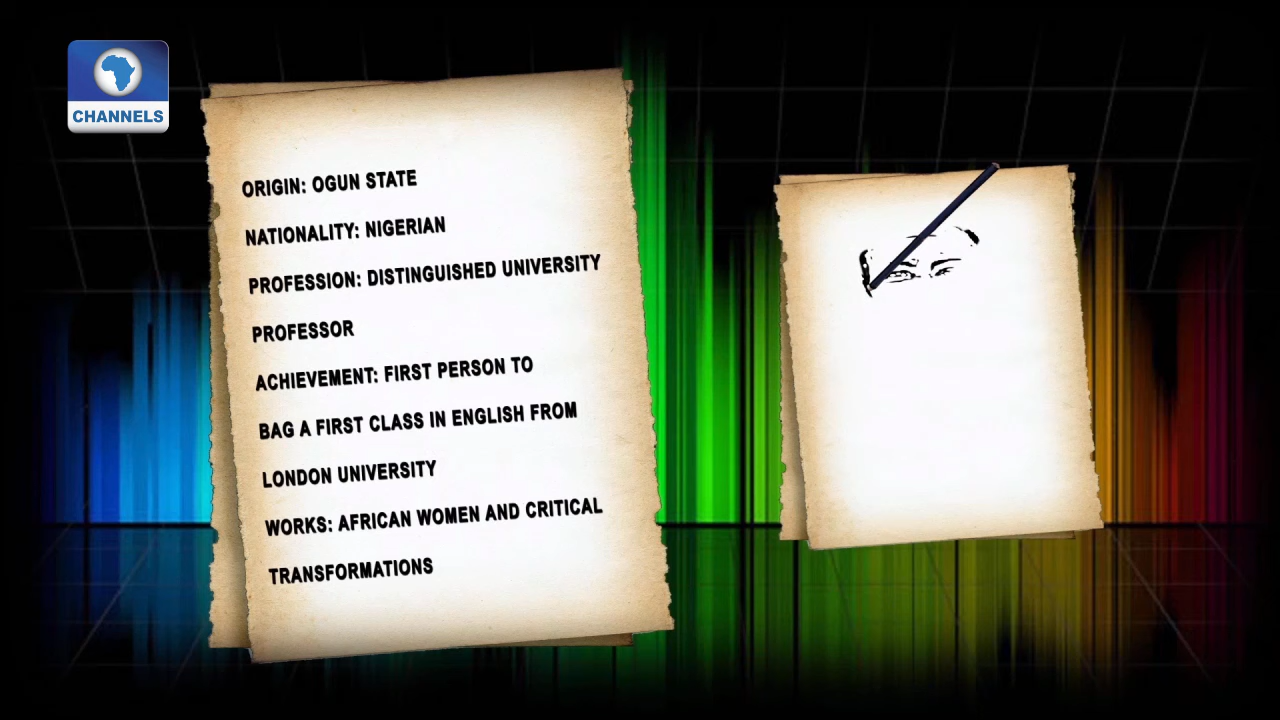 CHANNELS
ORIGIN: OGUN STATE
NATIONALITY: NIGERIAN
PROFESSION: DISTINGUISHED UNIVERSITY
PROFESSOR
ACHIEVEMENT: FIRST PERSON TO
BAG A FIRST CLASS IN ENGLISH FROM
LONDON UNIVERSITY
WORKS: AFRICAN WOMEN AND CRITICAL
TRANSFORMATIONS